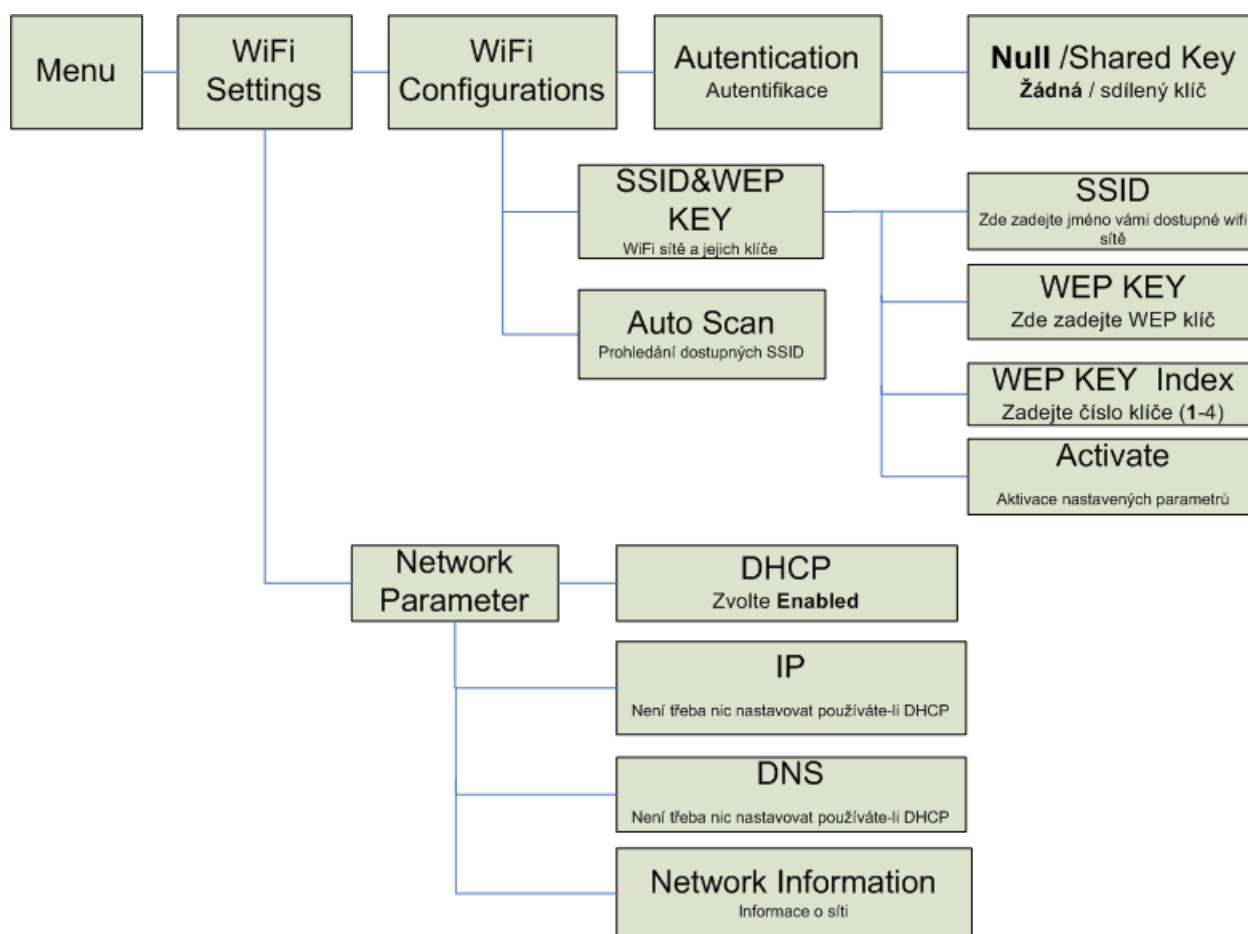 Menu
WiFi
Settings
WiFi
Configurations
Autentication
Autentifikace
Null /Shared Key
Žádná / sdílený klíč
SSID&WEP
KEY
WiFi sítě a jejich klíče
SSID
Zde zadejte jméno vámi dostupné wifi
sítě
WEP KEY
Zde zadejte WEP klíč
Auto Scan
Prohledání dostupných SSID
WEP KEY Index
Zadejte číslo klíče (1-4)
Activate
Aktivace nastavených parametrů
Network
Parameter
DHCP
Zvolte Enabled
IP
Není třeba nic nastavovat používáte-li DHCP
DNS
Není třeba nic nastavovat používáte-li DHCP
Network Information
Informace o síti